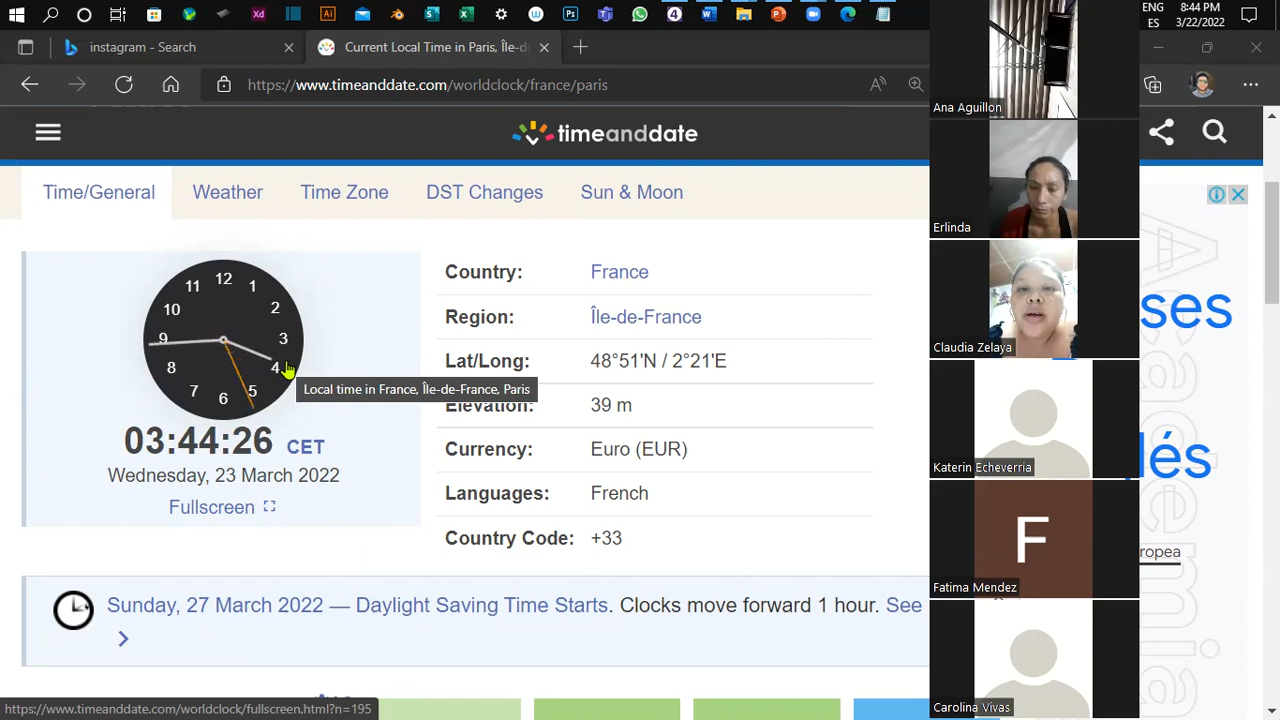 ENG 8:44 PM
ES 3/22/2022
instagram - Search
Current Local Time in Paris, Île-d
https://www.timeanddate.com/worldclock/france/paris
timeanddate
Time/General Weather Time Zone DST Changes Sun & Moon
12 1 2 3 4 5 6 7 8 9 10 11
Local time in France, Île-de-France, Paris
03:44:26 CET
Wednesday, 23 March 2022
Fullscreen
Country: France
Region: Île-de-France
Lat/Long: 48°51'N / 2°21'E
Elevation: 39 m
Currency: Euro (EUR)
Languages: French
Country Code: +33
Sunday, 27 March 2022 — Daylight Saving Time Starts. Clocks move forward 1 hour. See
https://www.timeanddate.com/worldclock/fullscreen.html?n=195
Ana Aguillon
Erlinda
Claudia Zelaya
Katerin Echeverria
F
Fatima Mendez
Carolina Vivas
ses
lés
ropea
Academia